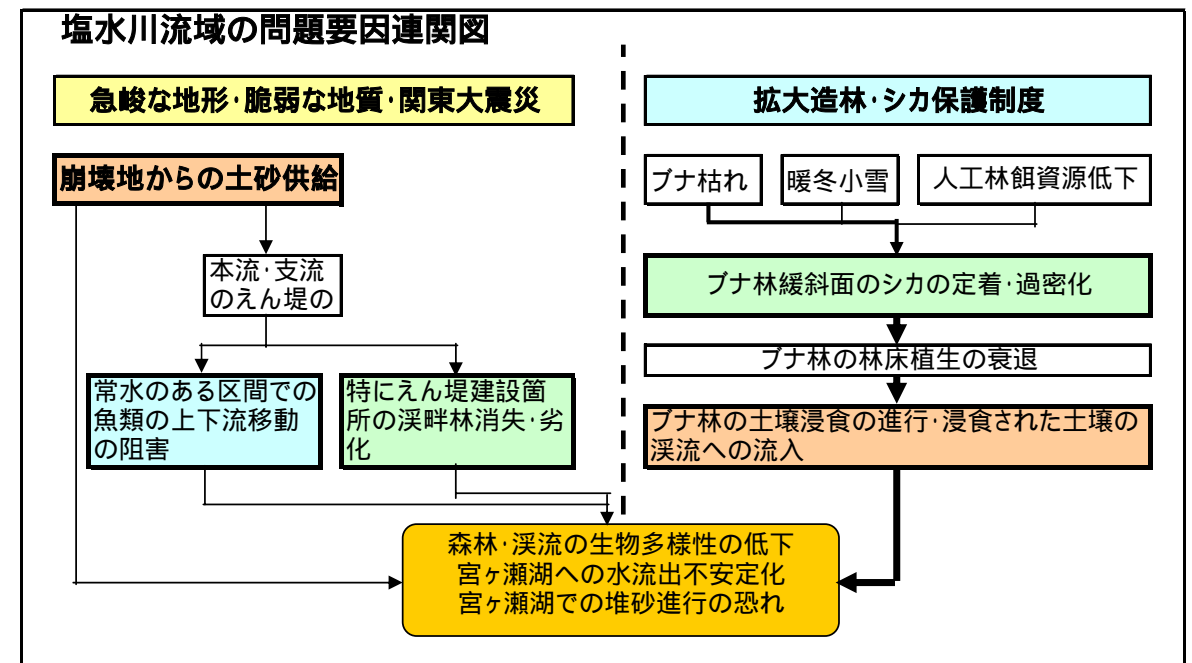 塩水川流域の問題要因連関図
急峻な地形･脆弱な地質･関東大震災
崩壊地からの土砂供給
本流･支流
のえん堤の
常水のある区間での
魚類の上下流移動
の阻害
特にえん堤建設箇
所の渓畔林消失･劣
化
拡大造林･シカ保護制度
ブナ枯れ
暖冬小雪
人工林餌資源低下
ブナ林緩斜面のシカの定着･過密化
ブナ林の林床植生の衰退
ブナ林の土壌浸食の進行･浸食された土壌の
渓流への流入
森林･渓流の生物多様性の低下
宮ヶ瀬湖への水流出不安定化
宮ヶ瀬湖での堆砂進行の恐れ